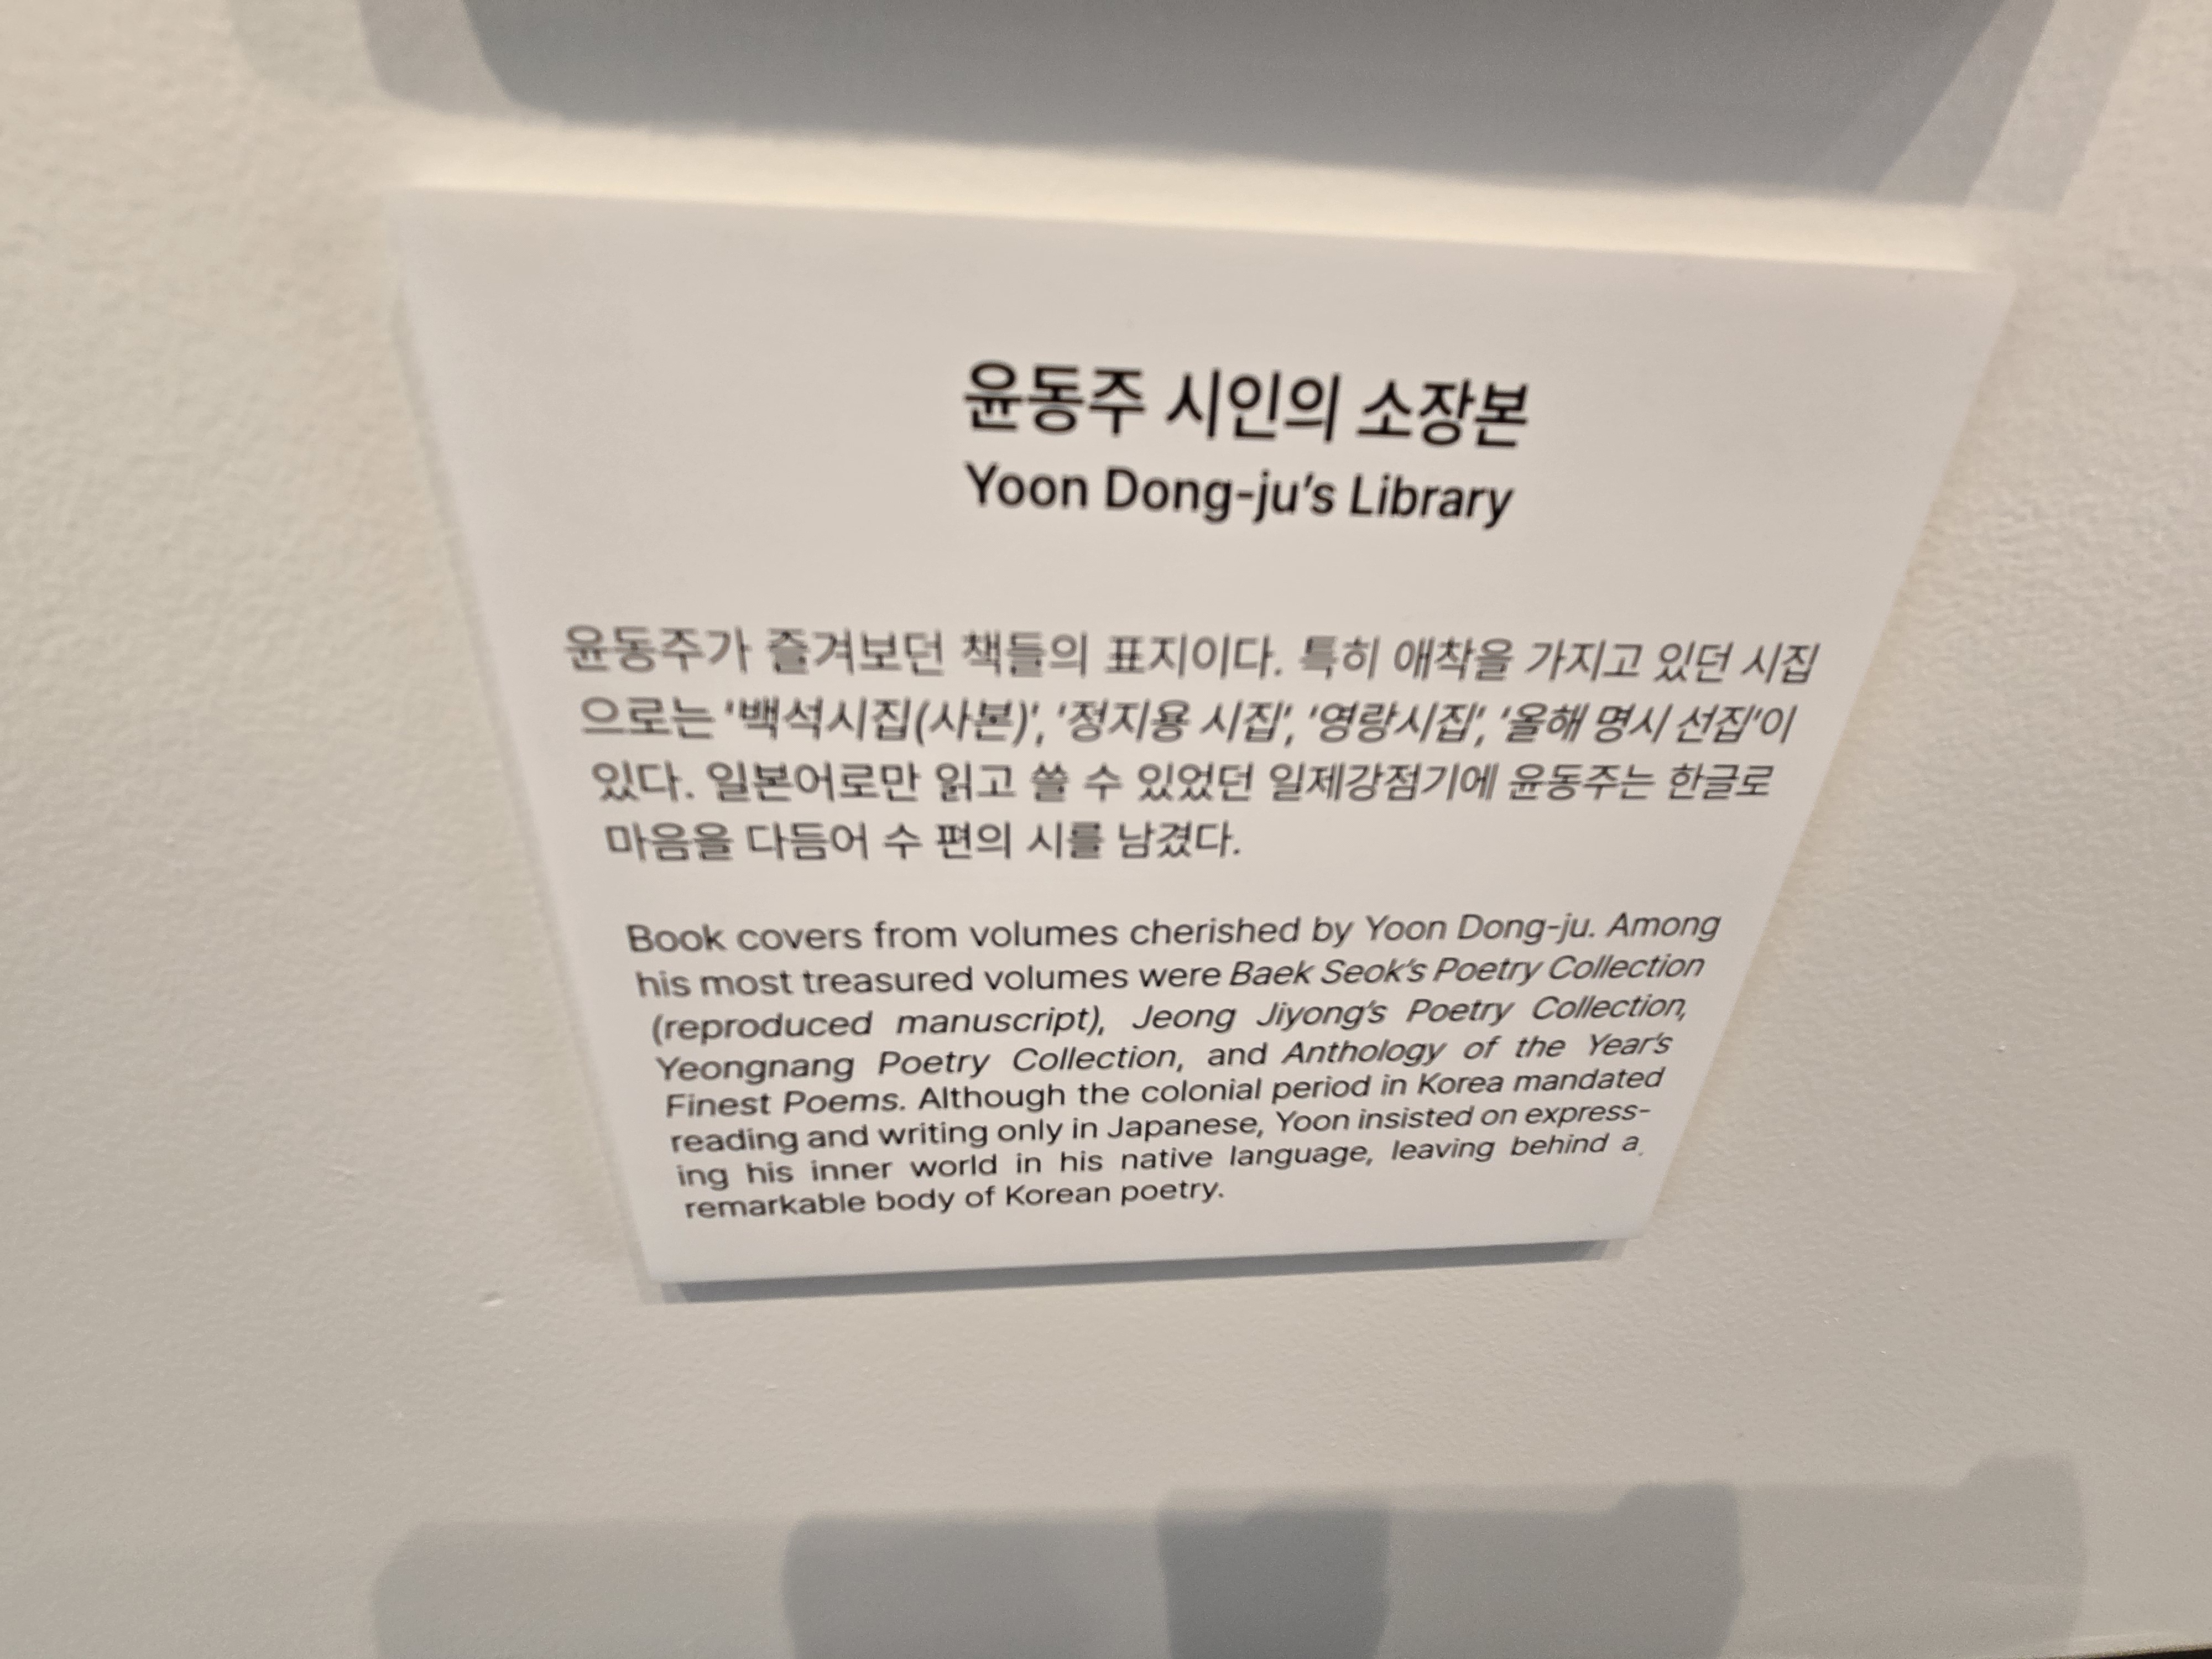 윤동주 시인의 소장본
Yoon Dong-ju's Library
윤동주가 즐겨보던 책들의 표지이다. 특히 애착을 가지고 있던 시집
으로는 '백석시집(사본)', '정지용 시집', '영랑시집', '올해 명시 선집'이
있다. 일본어로만 읽고 쓸 수 있었던 일제강점기에 윤동주는 한글로
마음을 다듬어 수 편의 시를 남겼다.
Book covers from volumes cherished by Yoon Dong-ju. Among
his most treasured volumes were Baek Seok's Poetry Collection
(reproduced manuscript), Jeong Jiyong's Poetry Collection,
Yeongnang Poetry Collection, and Anthology of the Year's
Finest Poems. Although the colonial period in Korea mandated
reading and writing only in Japanese, Yoon insisted on express-
ing his inner world in his native language, leaving behind a
remarkable body of Korean poetry.